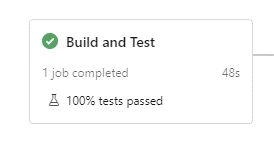 Build and Test
1 job completed 48s
100% tests passed